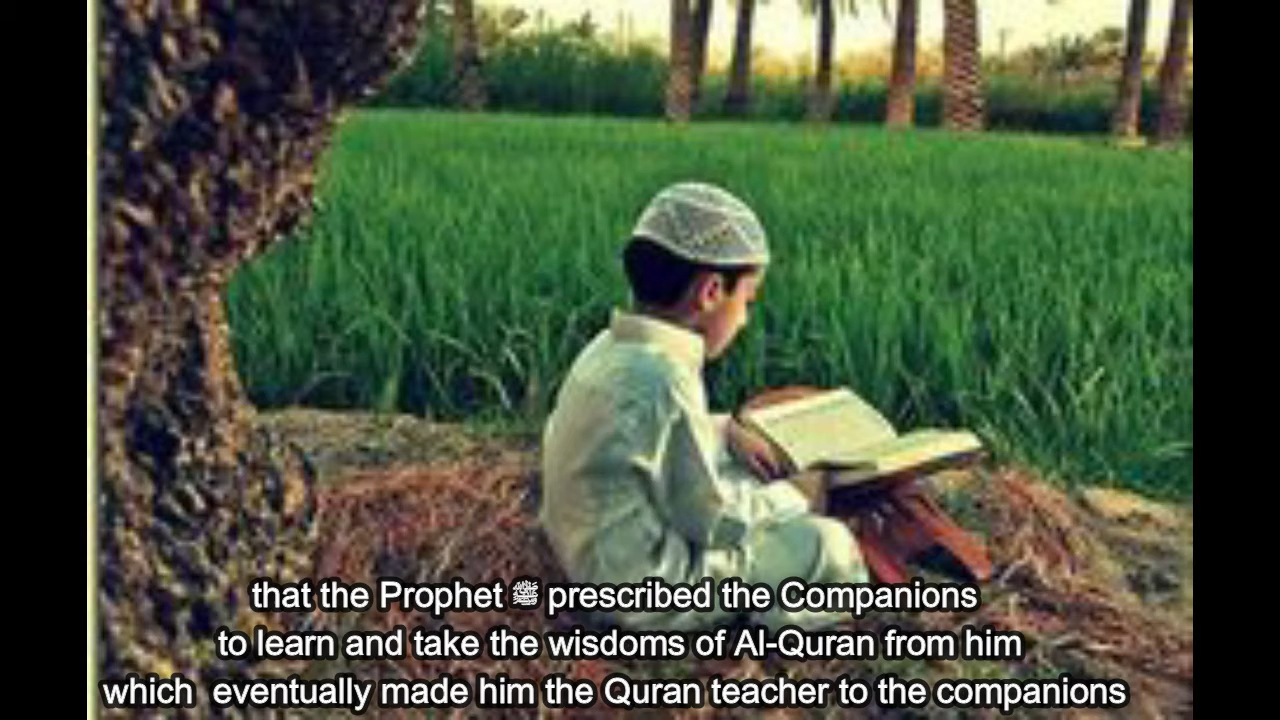 that the Prophet ﷺ prescribed the Companions
to learn and take the wisdoms of Al-Quran from him
which  eventually made him the Quran teacher to the companions